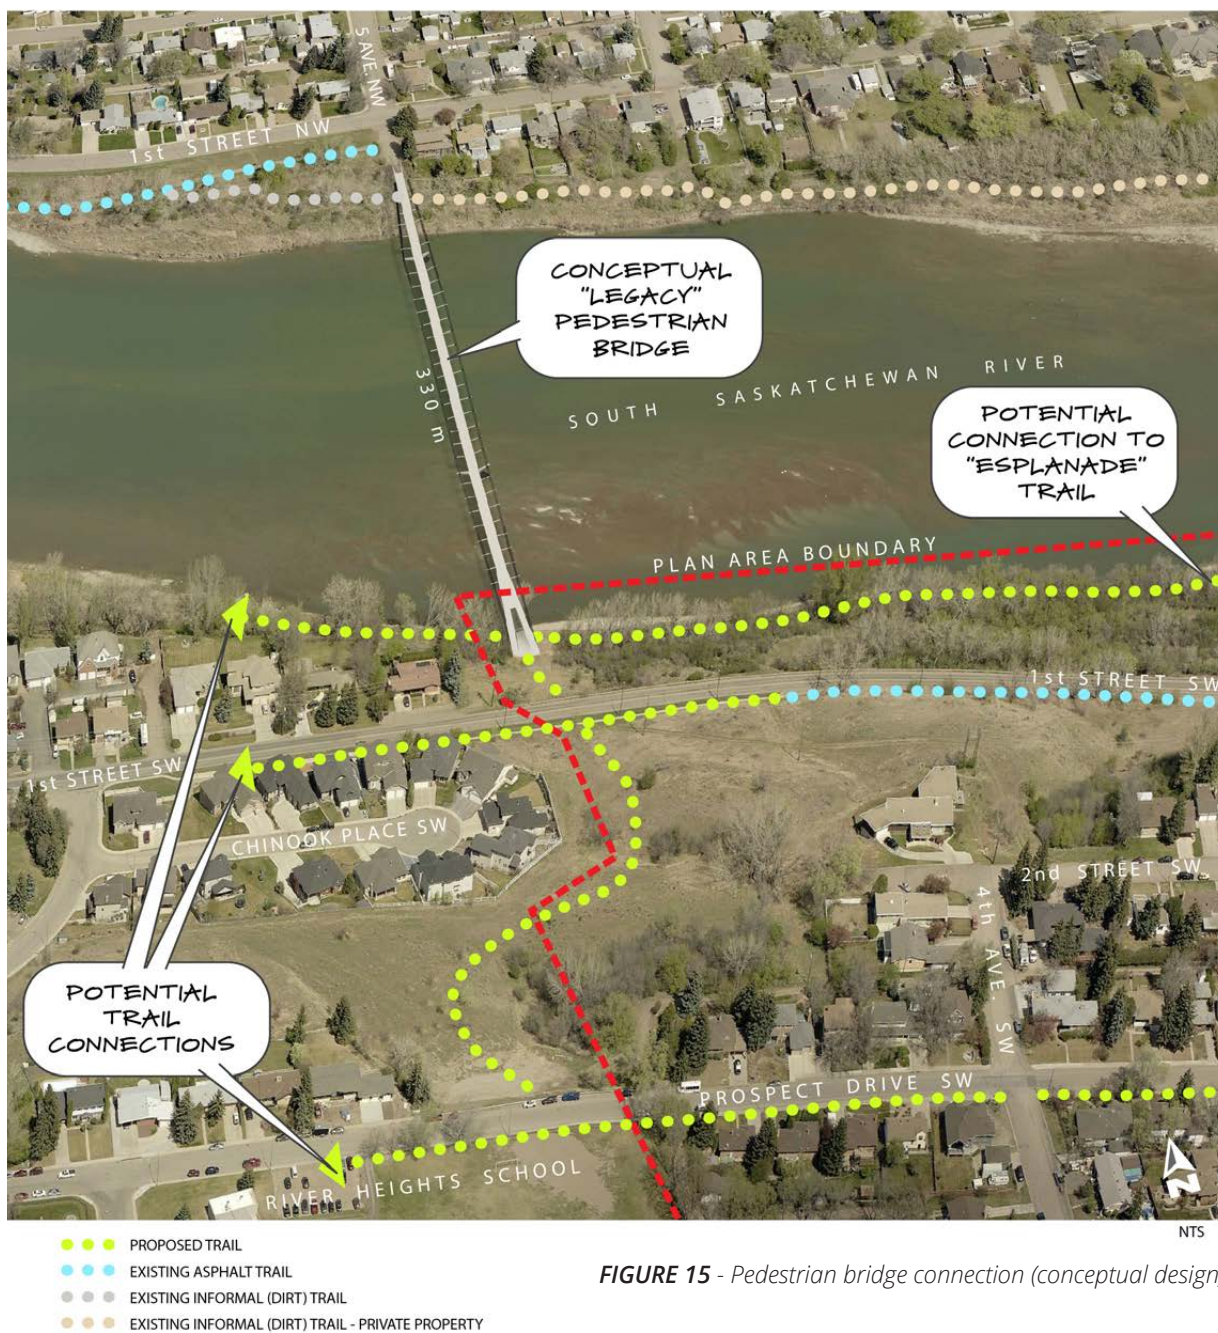 5 AVE NW
1st STREET NW
CONCEPTUAL
"LEGACY"
PEDESTRIAN
BRIDGE
330 m
SOUTH SASKATCHEWAN RIVER
POTENTIAL
CONNECTION TO
"ESPLANADE"
TRAIL
PLAN AREA BOUNDARY
1st STREET SW
1st STREET SW
CHINOOK PLACE SW
2nd STREET SW
4th AVE. SW
POTENTIAL
TRAIL
CONNECTIONS
PROSPECT DRIVE SW
RIVER HEIGHTS SCHOOL
N
NTS
PROPOSED TRAIL
EXISTING ASPHALT TRAIL
EXISTING INFORMAL (DIRT) TRAIL
EXISTING INFORMAL (DIRT) TRAIL - PRIVATE PROPERTY
FIGURE 15 - Pedestrian bridge connection (conceptual design